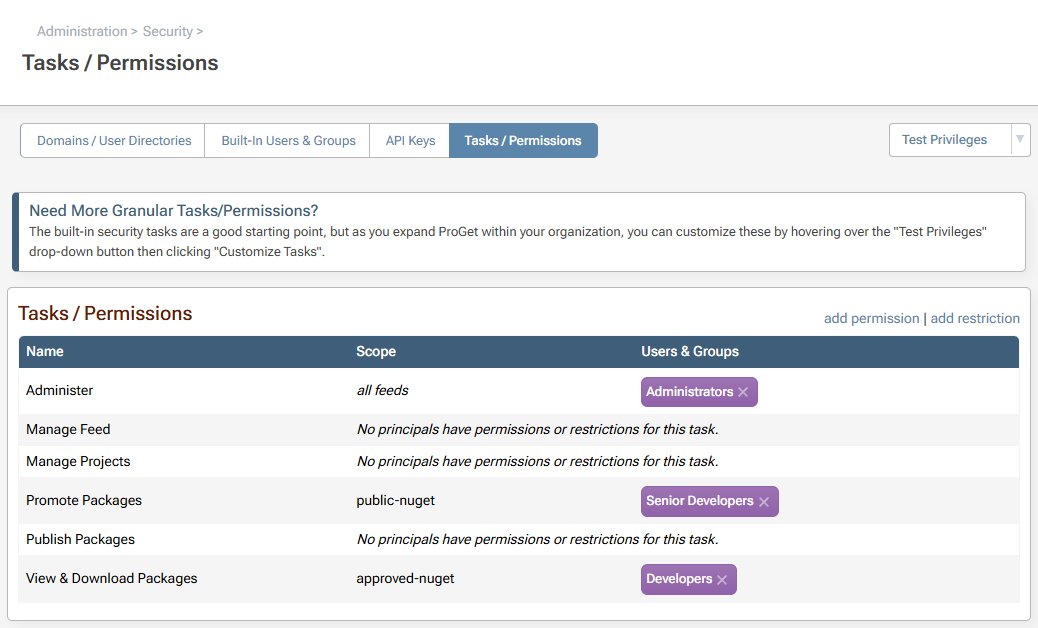 Administration > Security >
Tasks / Permissions
Domains / User Directories Built-In Users & Groups API Keys Tasks / Permissions Test Privileges
Need More Granular Tasks/Permissions?
The built-in security tasks are a good starting point, but as you expand ProGet within your organization, you can customize these by hovering over the "Test Privileges"
drop-down button then clicking "Customize Tasks".
Tasks / Permissions add permission | add restriction
Name Scope Users & Groups
Administer all feeds Administrators
Manage Feed No principals have permissions or restrictions for this task.
Manage Projects No principals have permissions or restrictions for this task.
Promote Packages public-nuget Senior Developers
Publish Packages No principals have permissions or restrictions for this task.
View & Download Packages approved-nuget Developers